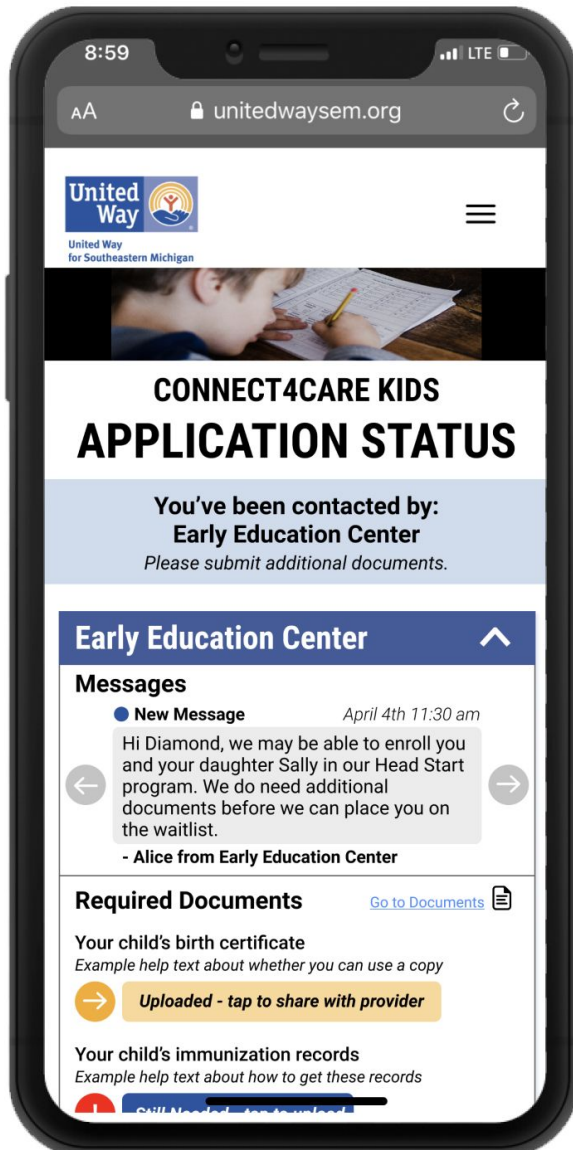 8:59
LTE
AA
unitedwaysem.org
United
Way
United Way
for Southeastern Michigan
CONNECT4CARE KIDS
APPLICATION STATUS
You've been contacted by:
Early Education Center
Please submit additional documents.
Early Education Center
Messages
New Message April 4th 11:30 am
Hi Diamond, we may be able to enroll you
and your daughter Sally in our Head Start
program. We do need additional
documents before we can place you on
the waitlist.
- Alice from Early Education Center
Required Documents Go to Documents
Your child's birth certificate
Example help text about whether you can use a copy
Uploaded - tap to share with provider
Your child's immunization records
Example help text about how to get these records
Still Needed - tap to upload